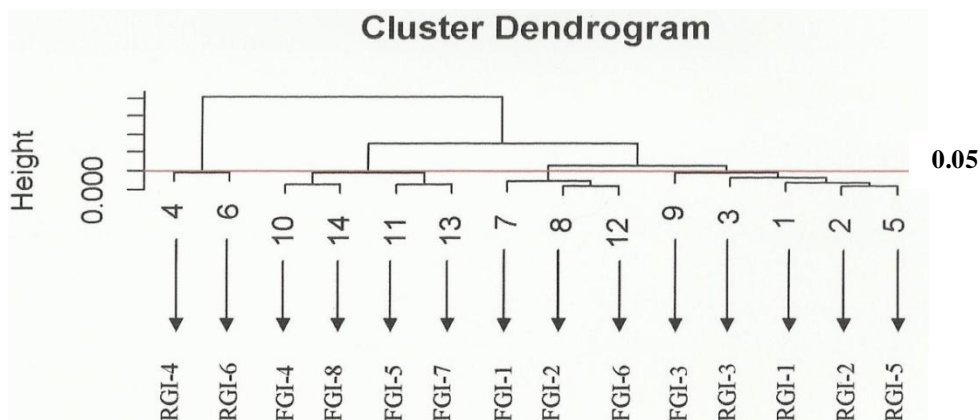 Cluster Dendrogram
Height
0.000
0.05
4 6 10 14 11 13 7 8 12 9 3 1 2 5
RGI-4 RGI-6 FGI-4 FGI-8 FGI-5 FGI-7 FGI-1 FGI-2 FGI-6 FGI-3 RGI-3 RGI-1 RGI-2 RGI-5